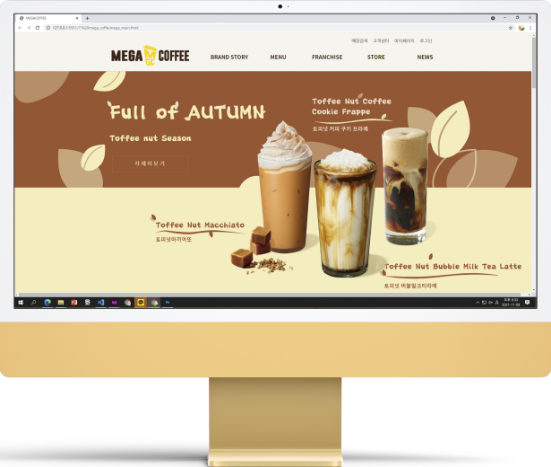 MEGACOFFEE
메장검색 고객센터 마이페이지 로그인
MEGA COFFEE
BRAND STORY MENU FRANCHISE STORE NEWS
Full of AUTUMN
Toffee nut Season
자세히보기
Toffee Nut Coffee
Cookie Frappe
토피넛 커피 쿠키 프라페
Toffee Nut Macchiato
토피넛마끼아또
Toffee Nut Bubble Milk Tea Latte
토피넛 버블밀크티라떼